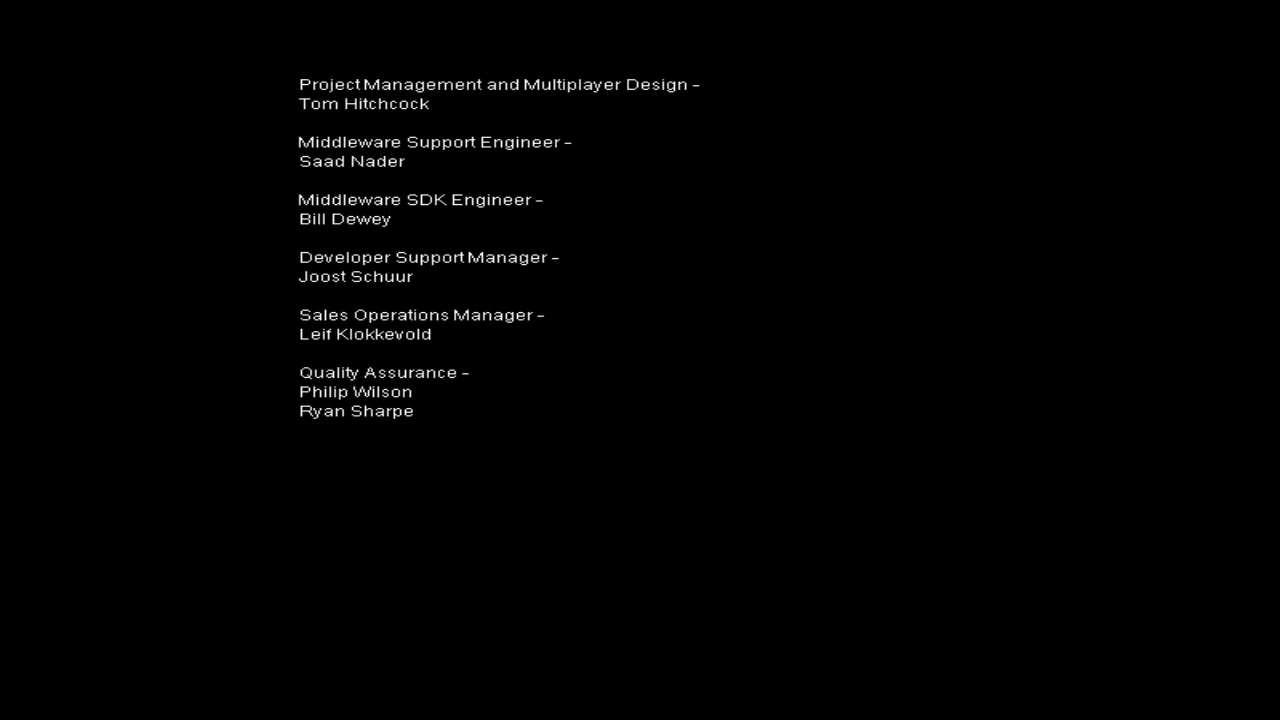 Project Management and Multiplayer Design -
Tom Hitchcock
Middleware Support Engineer -
Saad Nader
Middleware SDK Engineer -
Bill Dewey
Developer Support Manager -
Joost Schuur
Sales Operations Manager -
Leif Klokkevold
Quality Assurance -
Philip Wilson
Ryan Sharpe